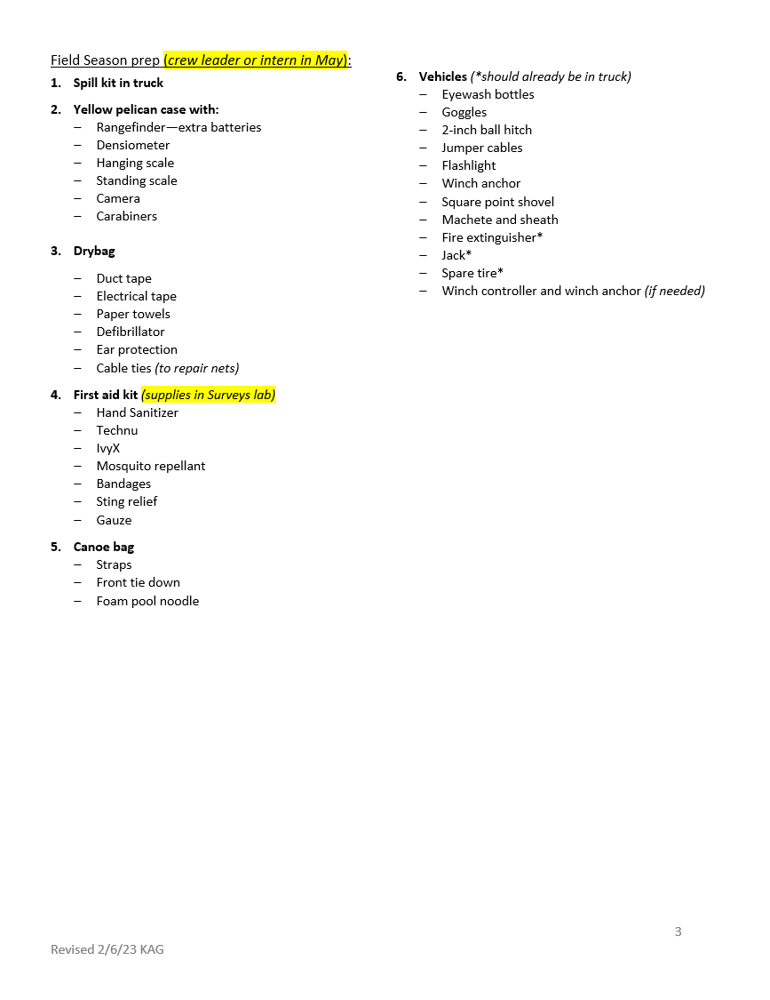 Field Season prep (crew leader or intern in May):
1. Spill kit in truck
2. Yellow pelican case with:
– Rangefinder—extra batteries
– Densiometer
– Hanging scale
– Standing scale
– Camera
– Carabiners
3. Drybag
– Duct tape
– Electrical tape
– Paper towels
– Defibrillator
– Ear protection
– Cable ties (to repair nets)
4. First aid kit (supplies in Surveys lab)
– Hand Sanitizer
– Technu
– IvyX
– Mosquito repellant
– Bandages
– Sting relief
– Gauze
5. Canoe bag
– Straps
– Front tie down
– Foam pool noodle
6. Vehicles (*should already be in truck)
– Eyewash bottles
– Goggles
– 2-inch ball hitch
– Jumper cables
– Flashlight
– Winch anchor
– Square point shovel
– Machete and sheath
– Fire extinguisher*
– Jack*
– Spare tire*
– Winch controller and winch anchor (if needed)
3
Revised 2/6/23 KAG